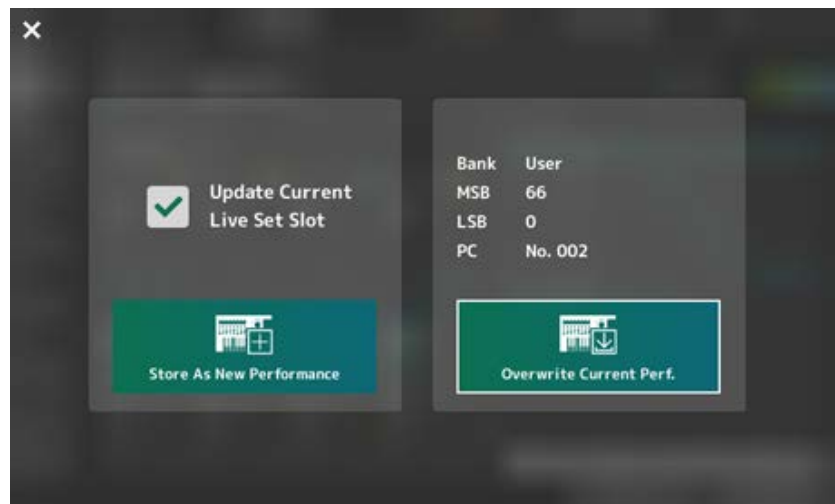 Update Current
Live Set Slot
Store As New Performance
Bank User
MSB 66
LSB 0
PC No. 002
Overwrite Current Perf.